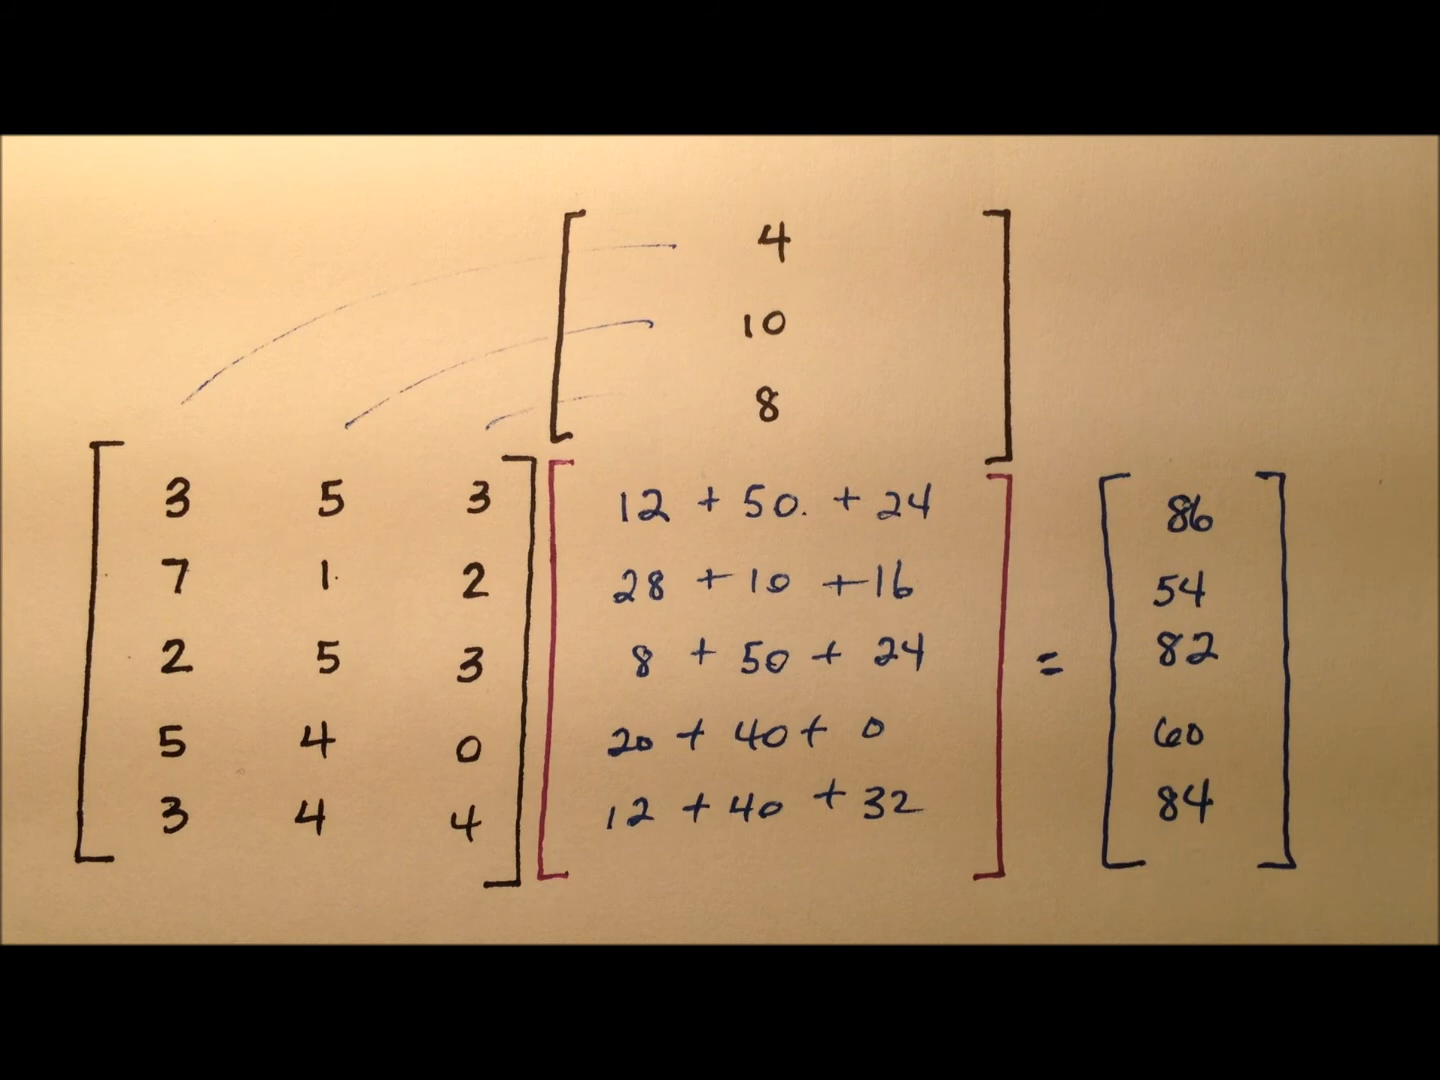 4
10
8
3 5 3 12 + 50. + 24 86
7 1. 2 28 + 10 + 16 54
2 5 3 8 + 50 + 24 = 82
5 4 0 20 + 40 + 0 60
3 4 4 12 + 40 + 32 84